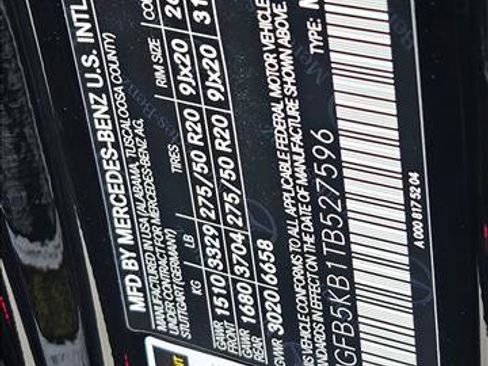 MFD BY MERCEDES-BENZ U.S. INTL
MANUFACTURED IN USA (ALABAMA, TUSCALOOSA COUNTY)
UNDER CONTRACT FOR MERCEDES-BENZ AG,
STUTTGART (GERMANY)
KG LB TIRES RIM SIZE
GAWR FRONT 1510 3329 275/50 R20 9Jx20
GAWR REAR 1680 3704 275/50 R20 9Jx20 31
GVWR 3020 6658
VEHICLE CONFORMS TO ALL APPLICABLE FEDERAL MOTOR VEHICLE
IN EFFECT ON THE DATE OF MANUFACTURE SHOWN ABOVE.
GFB5KB1TB527596 TYPE:
A 000 817 52 04